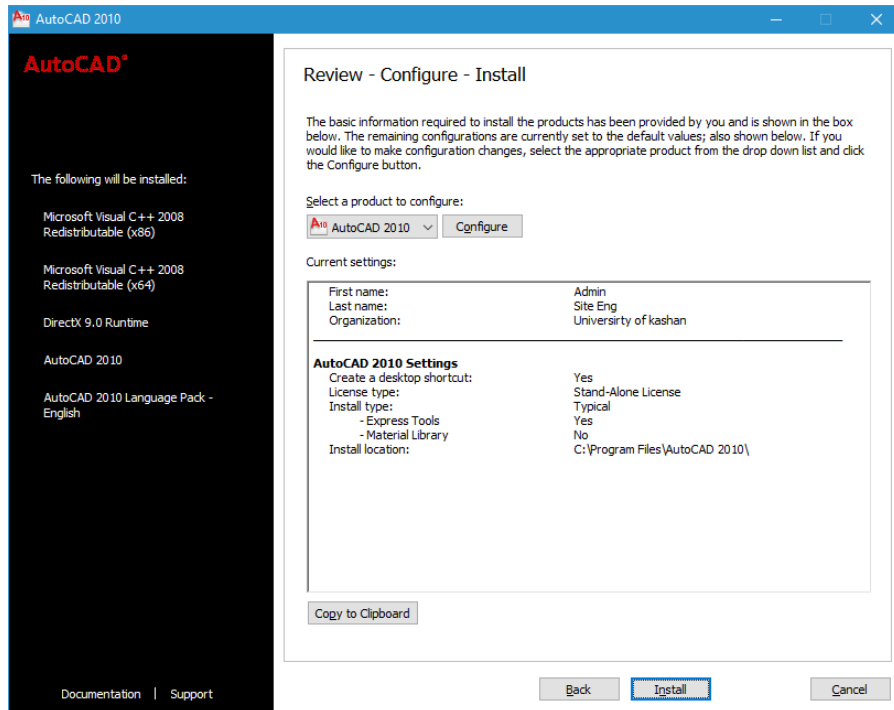 AutoCAD 2010
AutoCAD®
The following will be installed:
Microsoft Visual C++ 2008
Redistributable (x86)
Microsoft Visual C++ 2008
Redistributable (x64)
DirectX 9.0 Runtime
AutoCAD 2010
AutoCAD 2010 Language Pack -
English
Documentation | Support
Review - Configure - Install
The basic information required to install the products has been provided by you and is shown in the box
below. The remaining configurations are currently set to the default values; also shown below. If you
would like to make configuration changes, select the appropriate product from the drop down list and click
the Configure button.
Select a product to configure:
A10 AutoCAD 2010 Configure
Current settings:
First name: Admin
Last name: Site Eng
Organization: Universirty of kashan
AutoCAD 2010 Settings
Create a desktop shortcut: Yes
License type: Stand-Alone License
Install type: Typical
- Express Tools Yes
- Material Library No
Install location: C:\Program Files\AutoCAD 2010\
Copy to Clipboard
Back Install Cancel